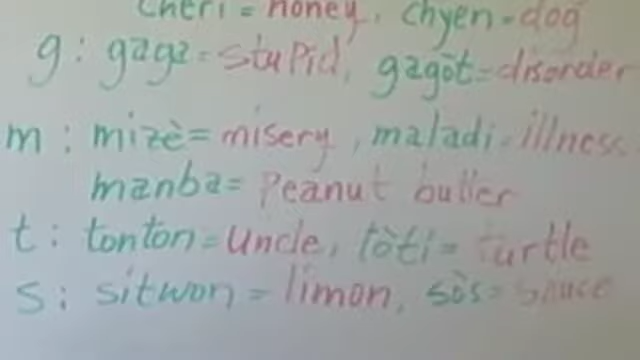 cheri = honey, chyen = dog
g : gaga = stupid, gagòt = disorder
m : mizè = misery, maladi = illness
manba = Peanut butter
t : tonton = Uncle, tòti = turtle
s : sitwon = limon, sòs = sauce